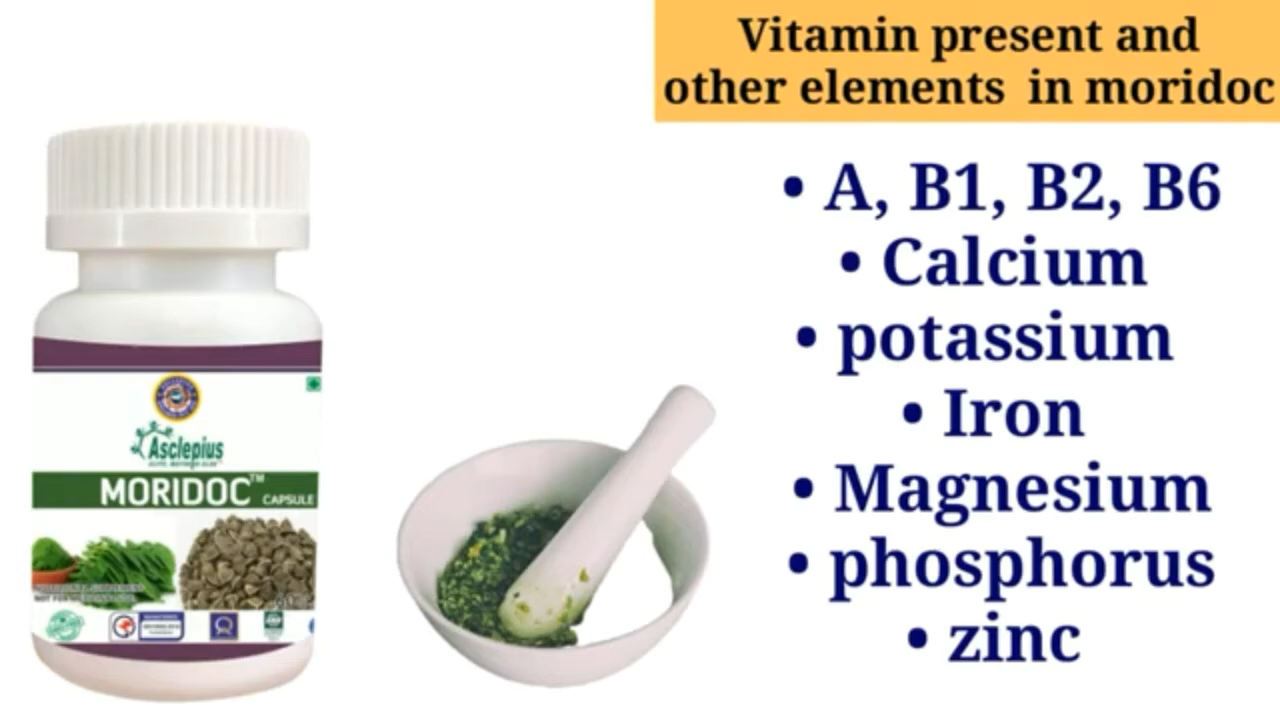 Vitamin present and
other elements in moridoc
• A, B1, B2, B6
• Calcium
• potassium
• Iron
• Magnesium
• phosphorus
• zinc
Asclepius
MORIDOC™ CAPSULE